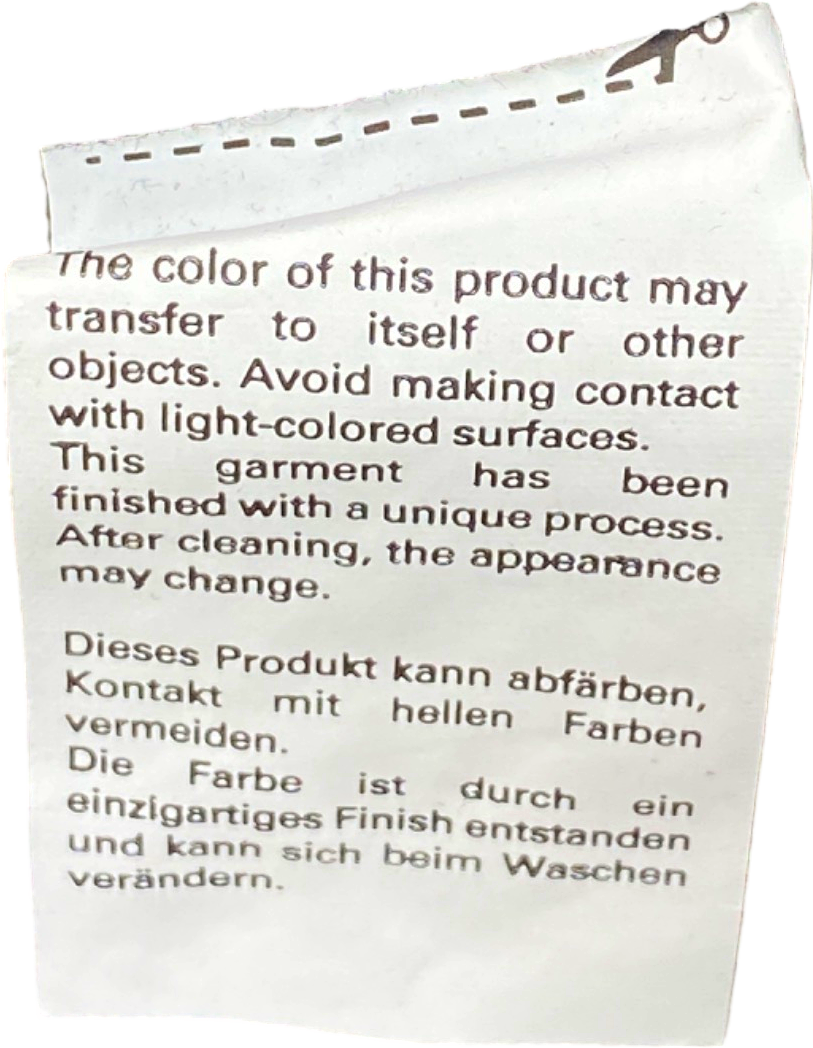 The color of this product may
transfer to itself or other
objects. Avoid making contact
with light-colored surfaces.
This garment has been
finished with a unique process.
After cleaning, the appearance
may change.
Dieses Produkt kann abfärben,
Kontakt mit hellen Farben
vermeiden.
Die Farbe ist durch ein
einzigartiges Finish entstanden
und kann sich beim Waschen
verändern.